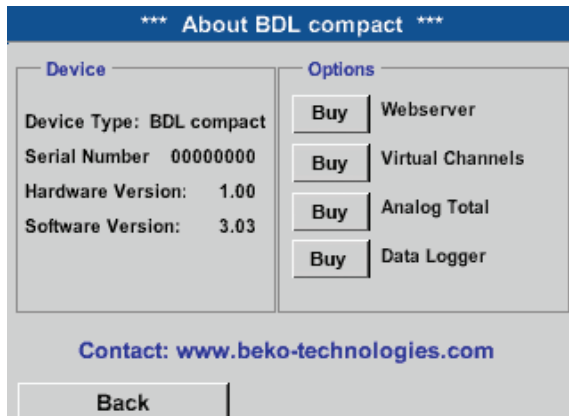 *** About BDL compact ***
Device
Device Type: BDL compact
Serial Number 00000000
Hardware Version: 1.00
Software Version: 3.03
Options
Buy Webserver
Buy Virtual Channels
Buy Analog Total
Buy Data Logger
Contact: www.beko-technologies.com
Back